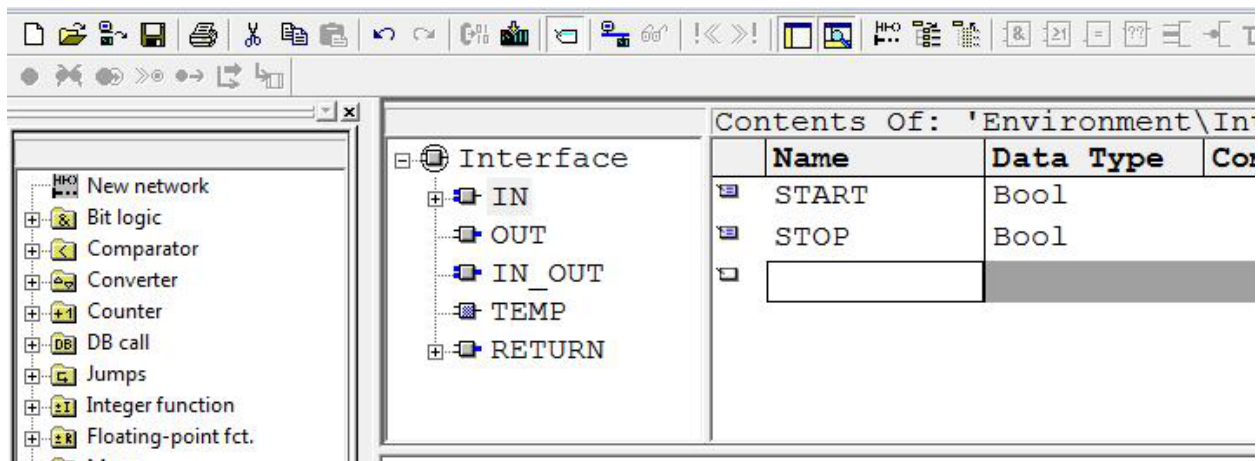 Contents Of: 'Environment\In
Name Data Type
Interface
IN
OUT
IN_OUT
TEMP
RETURN
START Bool
STOP Bool
New network
Bit logic
Comparator
Converter
Counter
DB call
Jumps
Integer function
Floating-point fct.